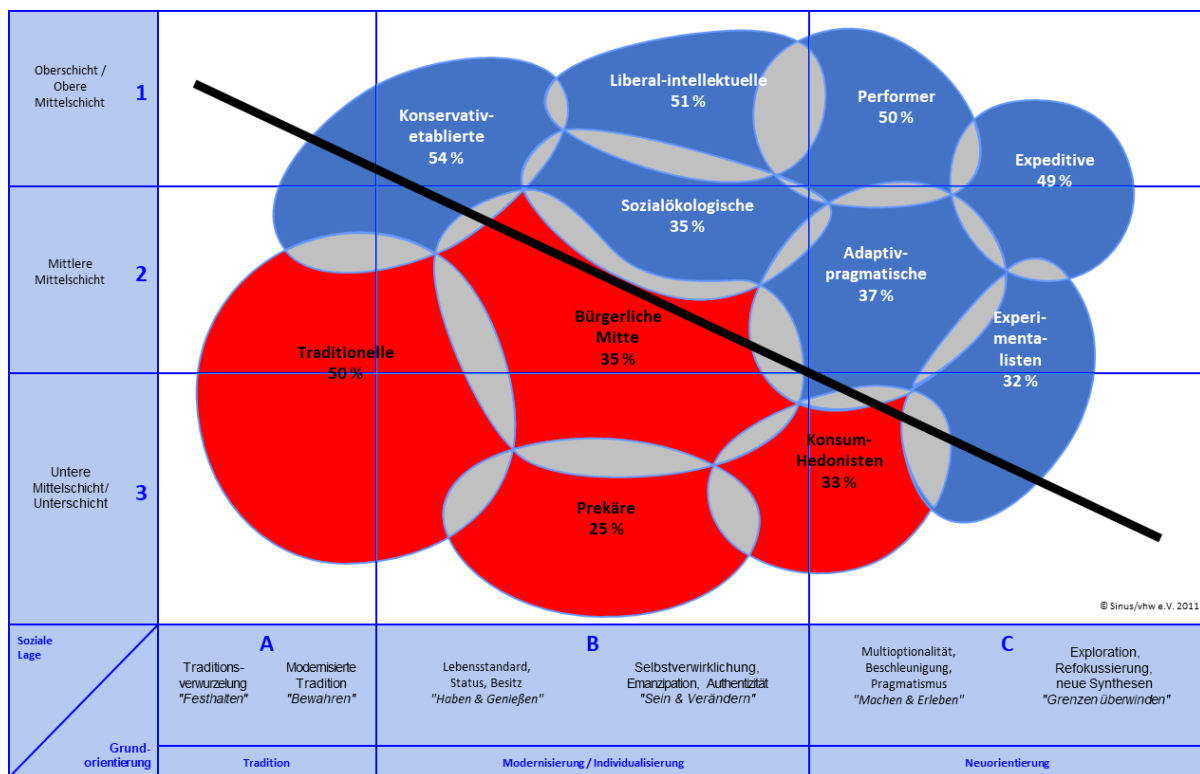 Oberschicht /
Obere
Mittelschicht
1
Mittlere
Mittelschicht
2
Untere
Mittelschicht/
Unterschicht
3
Konservativ-
etablierte
54 %
Liberal-intellektuelle
51 %
Performer
50 %
Expeditive
49 %
Sozialökologische
35 %
Adaptiv-
pragmatische
37 %
Experi-
menta-
listen
32 %
Traditionelle
50 %
Bürgerliche
Mitte
35 %
Konsum-
Hedonisten
33 %
Prekäre
25 %
© Sinus/vhw e.V. 2011
Soziale
Lage
Grund-
orientierung
A
Traditions-
verwurzelung
"Festhalten"
Modernisierte
Tradition
"Bewahren"
Tradition
B
Lebensstandard,
Status, Besitz
"Haben & Genießen"
Selbstverwirklichung,
Emanzipation, Authentizität
"Sein & Verändern"
Modernisierung / Individualisierung
C
Multioptionalität,
Beschleunigung,
Pragmatismus
"Machen & Erleben"
Exploration,
Refokussierung,
neue Synthesen
"Grenzen überwinden"
Neuorientierung